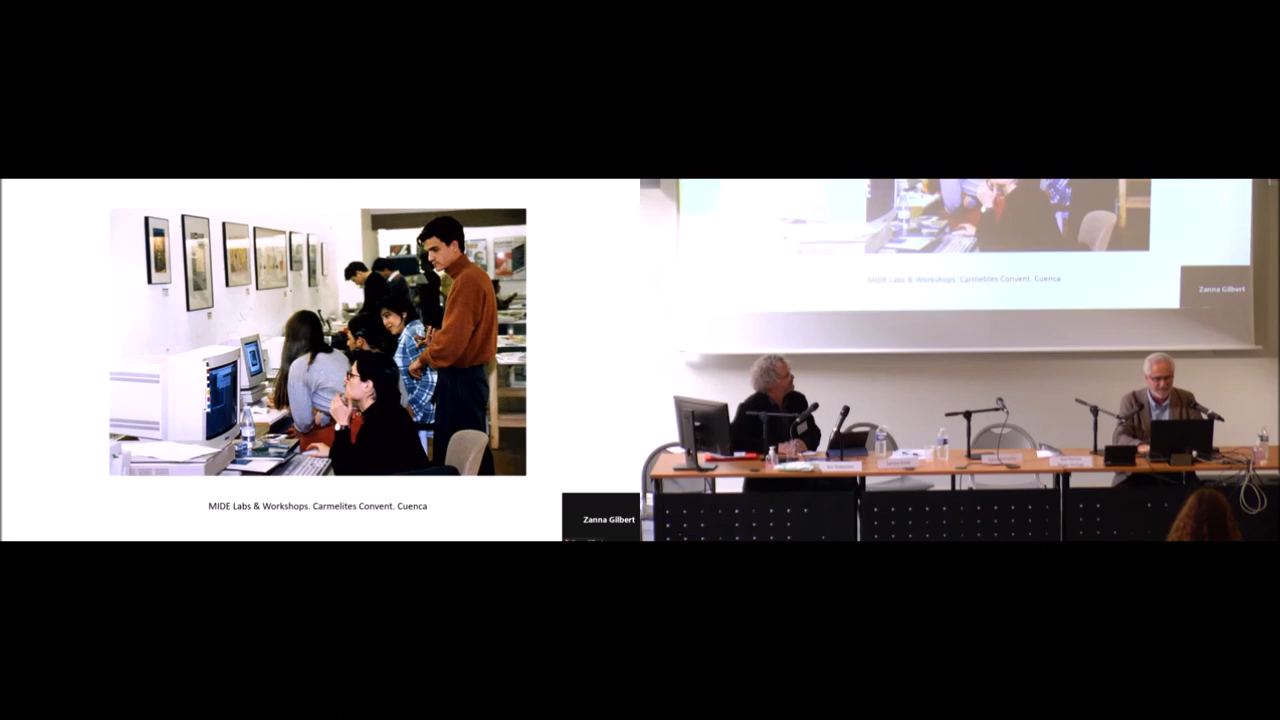 MIDE Labs & Workshops. Carmelites Convent. Cuenca
Zanna Gilbert
MIDE Labs & Workshops. Carmelites Convent. Cuenca
Zanna Gilbert